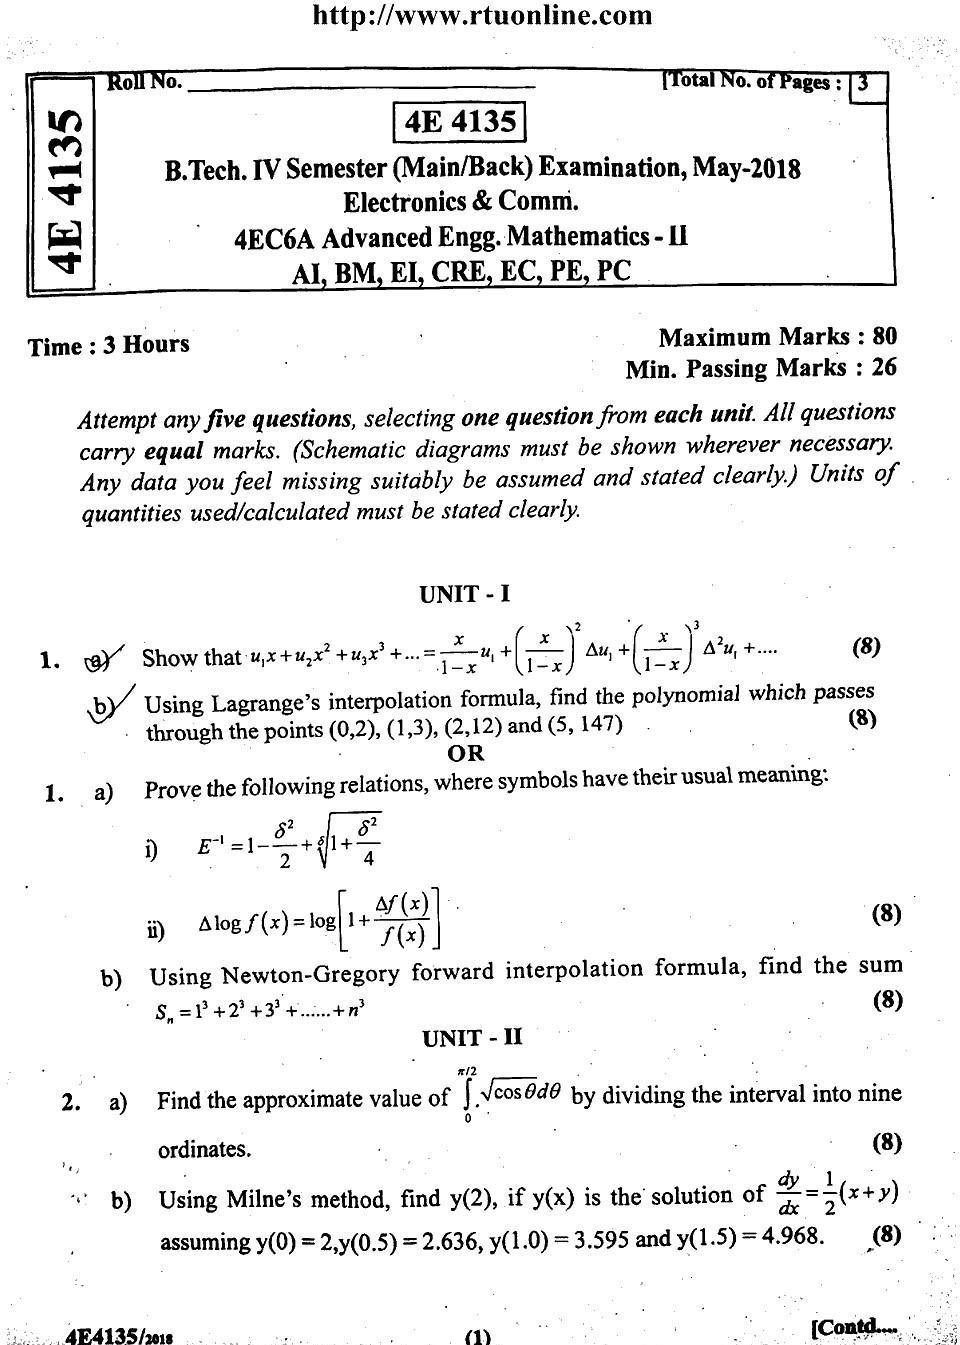 http://www.rtuonline.com
4E 4135
Roll No. ____________ [Total No. of Pages : 3
4E 4135
B.Tech. IV Semester (Main/Back) Examination, May-2018
Electronics & Comm.
4EC6A Advanced Engg. Mathematics - II
AI, BM, EI, CRE, EC, PE, PC
Time : 3 Hours
Maximum Marks : 80
Min. Passing Marks : 26
Attempt any five questions, selecting one question from each unit. All questions
carry equal marks. (Schematic diagrams must be shown wherever necessary.
Any data you feel missing suitably be assumed and stated clearly.) Units of
quantities used/calculated must be stated clearly.
UNIT - I
1. a) Show that u₁x + u₂x² + u₃x³ + ... = x/(1−x) u₁ + (x/(1−x))² Δu₁ + (x/(1−x))³ Δ²u₁ + .... (8)
b) Using Lagrange's interpolation formula, find the polynomial which passes
through the points (0,2), (1,3), (2,12) and (5, 147) (8)
OR
1. a) Prove the following relations, where symbols have their usual meaning:
i) E⁻¹ = 1 − δ²/2 + δ√(1 + δ²/4)
ii) Δ log f(x) = log[1 + Δf(x)/f(x)] (8)
b) Using Newton-Gregory forward interpolation formula, find the sum
Sₙ = 1³ + 2³ + 3³ + ...... + n³ (8)
UNIT - II
2. a) Find the approximate value of ∫₀^(π/2) √cos θ dθ by dividing the interval into nine
ordinates. (8)
b) Using Milne's method, find y(2), if y(x) is the solution of dy/dx = 1/2 (x + y)
assuming y(0) = 2,y(0.5) = 2.636, y(1.0) = 3.595 and y(1.5) = 4.968. (8)
4E4135/2018 (1) [Contd....